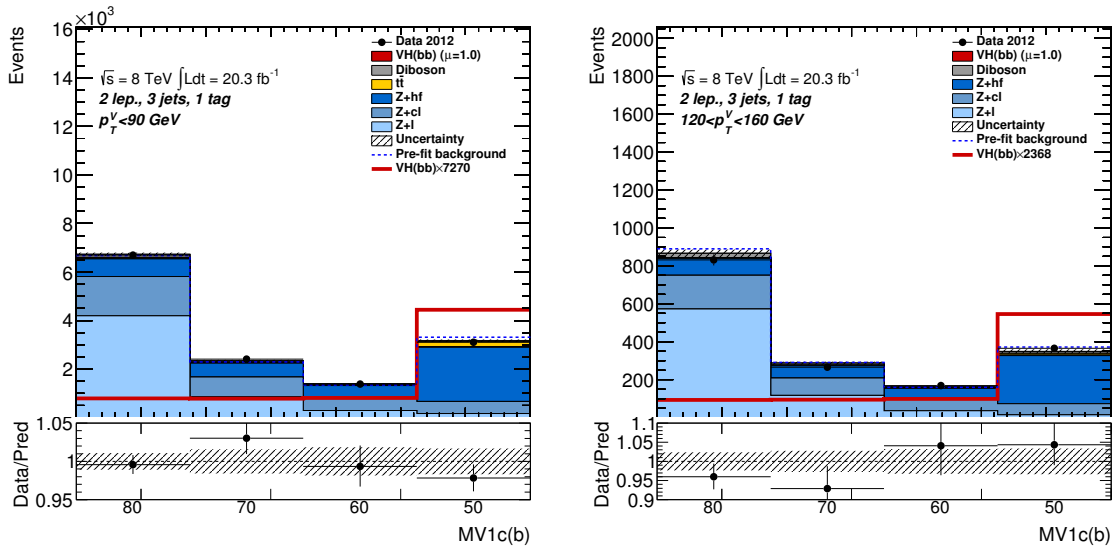 ×10³
Events
16
14
12
10
8
6
4
2
√s = 8 TeV ∫Ldt = 20.3 fb⁻¹
2 lep., 3 jets, 1 tag
p_T^V<90 GeV
Data 2012
VH(bb) (μ=1.0)
Diboson
tt̄
Z+hf
Z+cl
Z+l
Uncertainty
Pre-fit background
VH(bb)×7270
Data/Pred
1.05
1
0.95
80 70 60 50
MV1c(b)
Events
2000
1800
1600
1400
1200
1000
800
600
400
200
√s = 8 TeV ∫Ldt = 20.3 fb⁻¹
2 lep., 3 jets, 1 tag
120<p_T^V<160 GeV
Data 2012
VH(bb) (μ=1.0)
Diboson
tt̄
Z+hf
Z+cl
Z+l
Uncertainty
Pre-fit background
VH(bb)×2368
Data/Pred
1.1
1.05
1
0.95
0.9
80 70 60 50
MV1c(b)